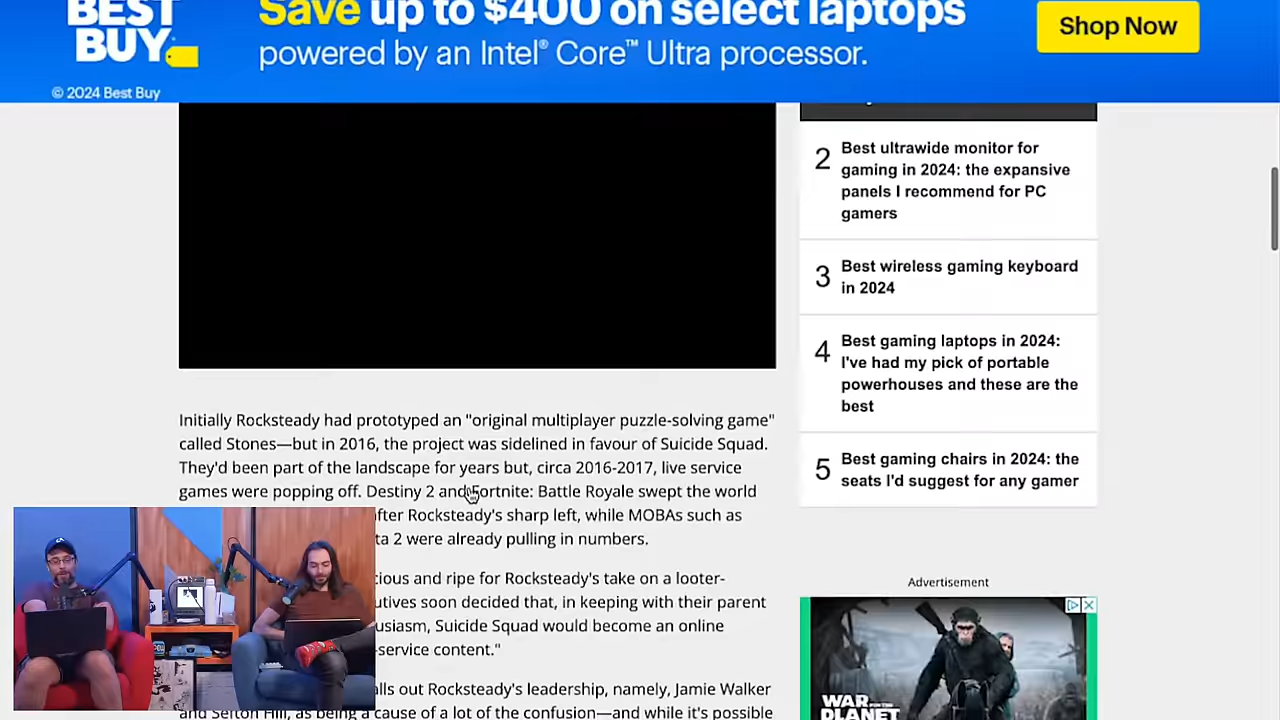 BEST
BUY
© 2024 Best Buy
Save up to $400 on select laptops
powered by an Intel® Core™ Ultra processor.
Shop Now
2
Best ultrawide monitor for
gaming in 2024: the expansive
panels I recommend for PC
gamers
3
Best wireless gaming keyboard
in 2024
4
Best gaming laptops in 2024:
I've had my pick of portable
powerhouses and these are the
best
5
Best gaming chairs in 2024: the
seats I'd suggest for any gamer
Initially Rocksteady had prototyped an "original multiplayer puzzle-solving game"
called Stones—but in 2016, the project was sidelined in favour of Suicide Squad.
They'd been part of the landscape for years but, circa 2016-2017, live service
games were popping off. Destiny 2 and Fortnite: Battle Royale swept the world
after Rocksteady's sharp left, while MOBAs such as
ta 2 were already pulling in numbers.
cious and ripe for Rocksteady's take on a looter-
utives soon decided that, in keeping with their parent
usiasm, Suicide Squad would become an online
-service content."
alls out Rocksteady's leadership, namely, Jamie Walker
and Sefton Hill, as being a cause of a lot of the confusion—and while it's possible
Advertisement
WAR
FOR THE
PLANET